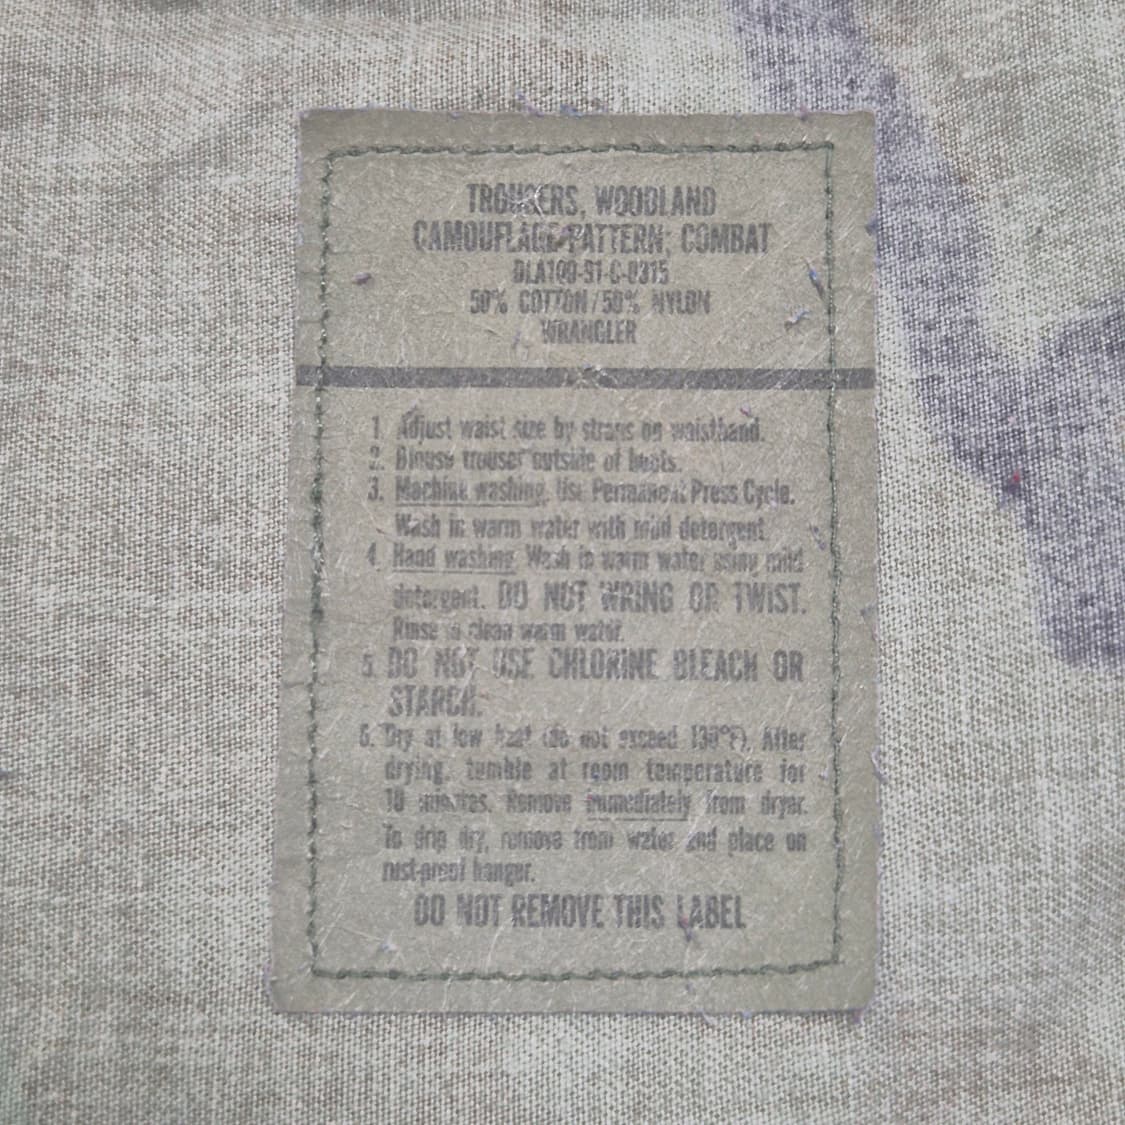 TROUSERS, WOODLAND
CAMOUFLAGE PATTERN; COMBAT
DLA100-91-C-0315
50% COTTON/50% NYLON
WRANGLER
1 Adjust waist size by straps on waistband.
2. Blouse trouser outside of boots.
3. Machine washing. Use Permanent Press Cycle.
Wash in warm water with mild detergent.
4. Hand washing. Wash in warm water using mild
detergent. DO NOT WRING OR TWIST.
Rinse in clean warm water.
5. DO NOT USE CHLORINE BLEACH OR
STARCH.
6. Dry at low heat (do not exceed 130°F). After
drying, tumble at room temperature for
10 minutes. Remove immediately from dryer.
To drip dry, remove from water and place on
rust-proof hanger.
DO NOT REMOVE THIS LABEL